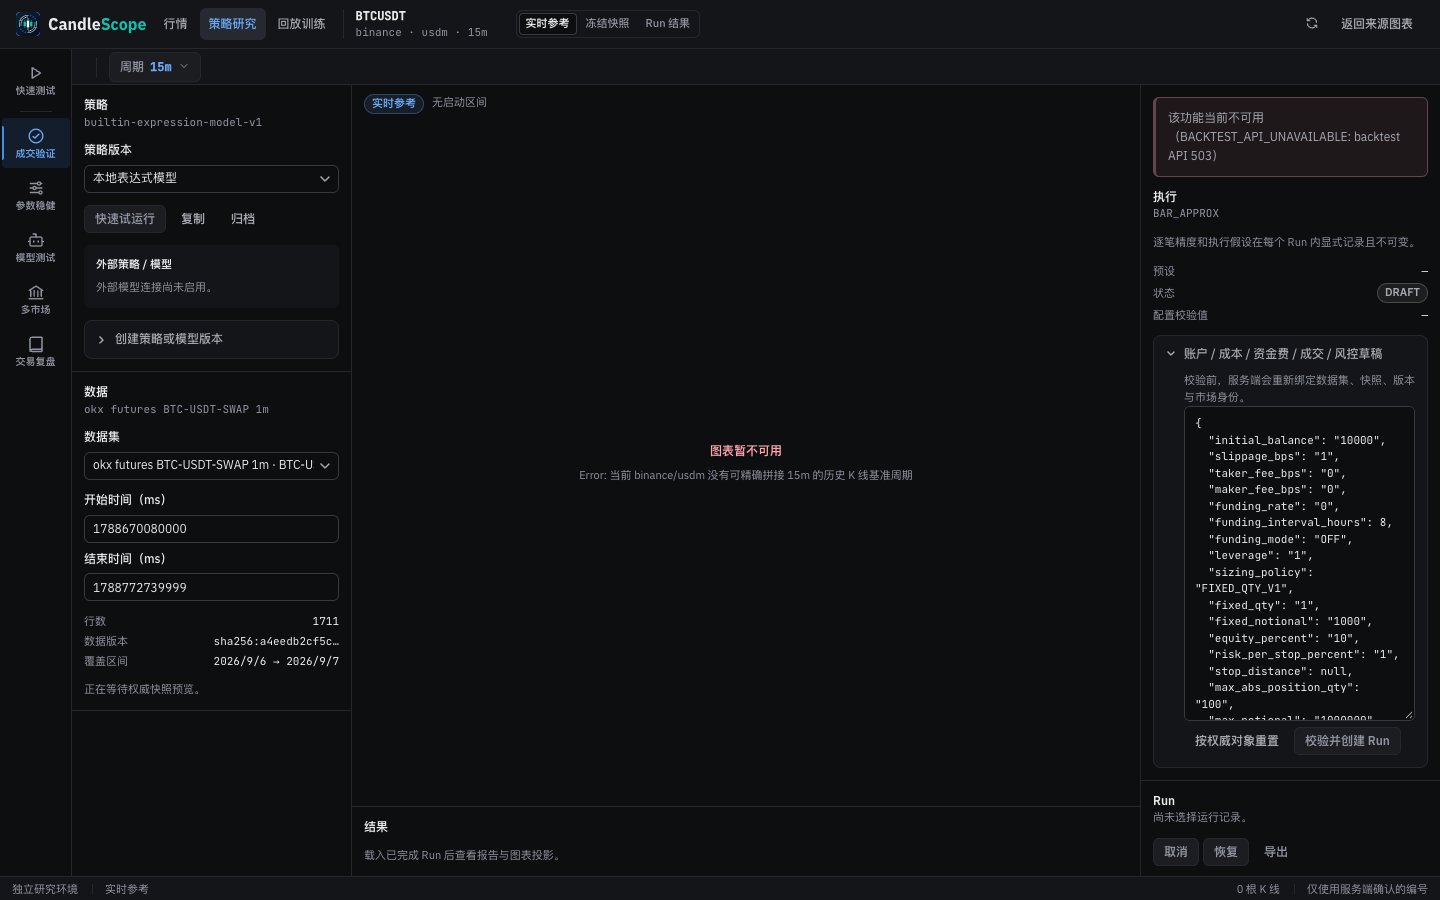 CandleScope
行情
策略研究
回放训练
BTCUSDT
binance · usdm · 15m
实时参考
冻结快照
Run 结果
返回来源图表
周期 15m
快速测试
成交验证
参数稳健
模型测试
多市场
交易复盘
策略
builtin-expression-model-v1
策略版本
本地表达式模型
快速试运行
复制
归档
外部策略 / 模型
外部模型连接尚未启用。
创建策略或模型版本
数据
okx futures BTC-USDT-SWAP 1m
数据集
okx futures BTC-USDT-SWAP 1m · BTC-U
开始时间（ms）
1788670080000
结束时间（ms）
1788772739999
行数 1711
数据版本 sha256:a4eedb2cf5c…
覆盖区间 2026/9/6 → 2026/9/7
正在等待权威快照预览。
实时参考 无启动区间
图表暂不可用
Error: 当前 binance/usdm 没有可精确拼接 15m 的历史 K 线基准周期
结果
载入已完成 Run 后查看报告与图表投影。
该功能当前不可用
（BACKTEST_API_UNAVAILABLE: backtest
API 503）
执行
BAR_APPROX
逐笔精度和执行假设在每个 Run 内显式记录且不可变。
预设 —
状态 DRAFT
配置校验值 —
账户 / 成本 / 资金费 / 成交 / 风控草稿
校验前，服务端会重新绑定数据集、快照、版本
与市场身份。
{
"initial_balance": "10000",
"slippage_bps": "1",
"taker_fee_bps": "0",
"maker_fee_bps": "0",
"funding_rate": "0",
"funding_interval_hours": 8,
"funding_mode": "OFF",
"leverage": "1",
"sizing_policy":
"FIXED_QTY_V1",
"fixed_qty": "1",
"fixed_notional": "1000",
"equity_percent": "10",
"risk_per_stop_percent": "1",
"stop_distance": null,
"max_abs_position_qty":
"100",
"max_notional": "1000000"
按权威对象重置
校验并创建 Run
Run
尚未选择运行记录。
取消
恢复
导出
独立研究环境
实时参考
0 根 K 线
仅使用服务端确认的编号